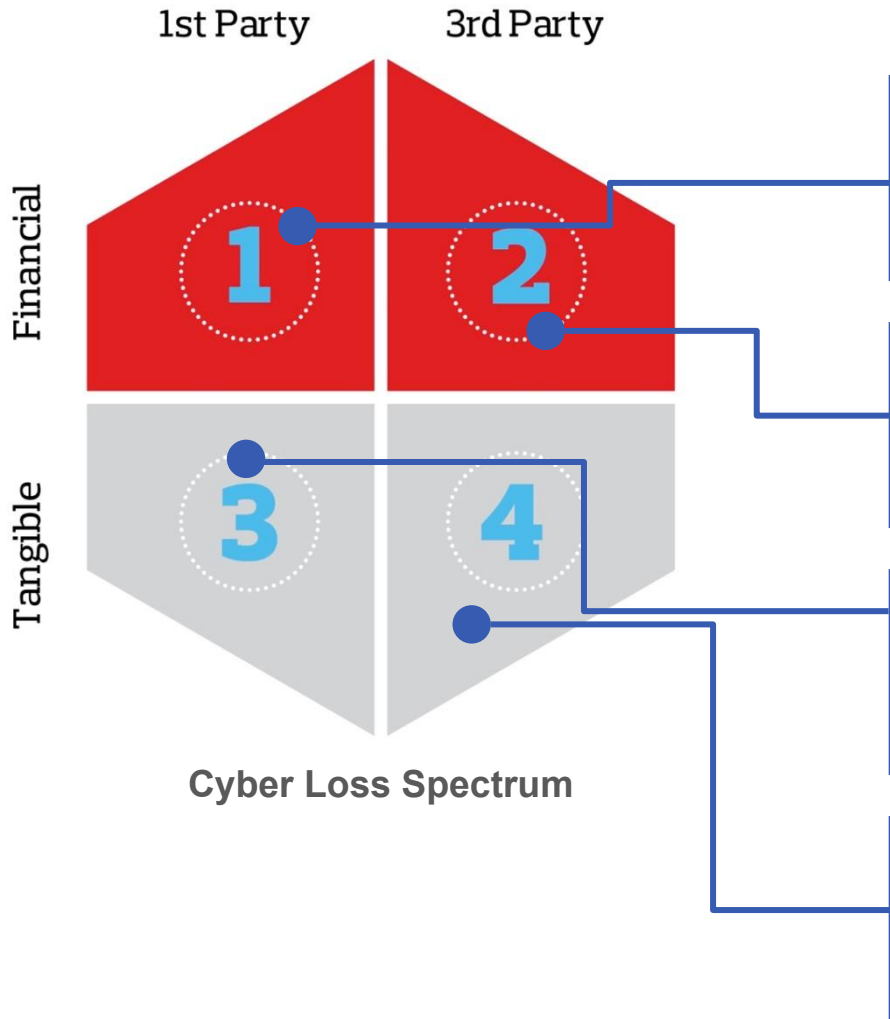 1st Party
3rd Party
Financial
1
2
Tangible
3
4
Cyber Loss Spectrum